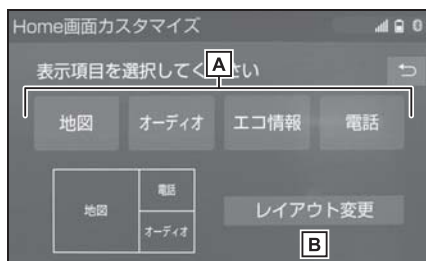 Home画面カスタマイズ
A
表示項目を選択してください
地図 オーディオ エコ情報 電話
地図 電話
オーディオ
レイアウト変更
B